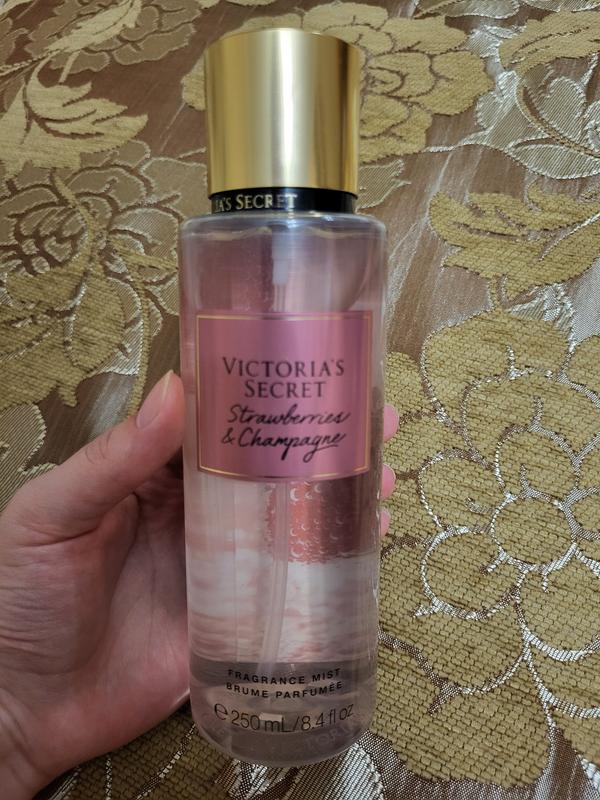 IA'S SECRET
VICTORIA'S
SECRET
Strawberries
& Champagne
FRAGRANCE MIST
BRUME PARFUMÉE
℮ 250 mL/8.4 fl oz